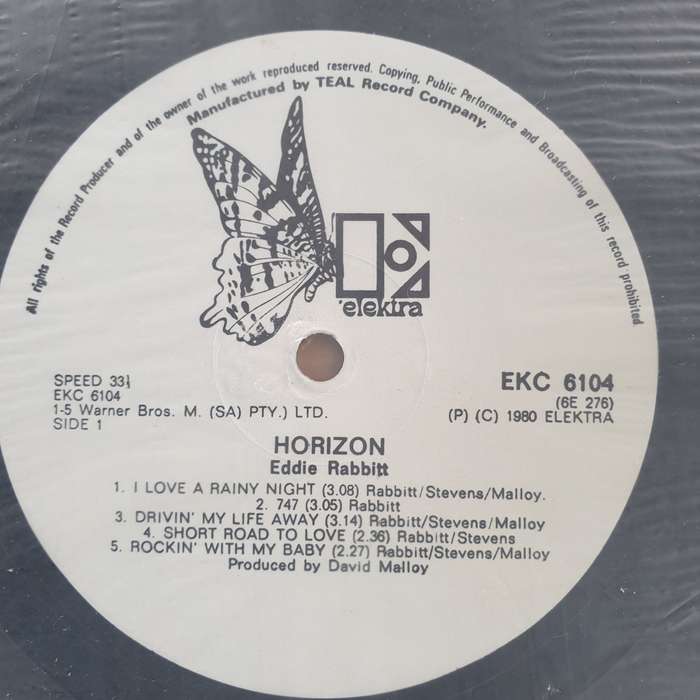 All rights of the Record Producer and of the owner of the work reproduced reserved. Copying, Public Performance and Broadcasting of this record prohibited
Manufactured by TEAL Record Company.
elektra
SPEED 33⅓
EKC 6104
1-5 Warner Bros. M. (SA) PTY.) LTD.
SIDE 1
EKC 6104
(6E 276)
(P) (C) 1980 ELEKTRA
HORIZON
Eddie Rabbitt
1. I LOVE A RAINY NIGHT (3.08) Rabbitt/Stevens/Malloy.
2. 747 (3.05) Rabbitt
3. DRIVIN' MY LIFE AWAY (3.14) Rabbitt/Stevens/Malloy
4. SHORT ROAD TO LOVE (2.36) Rabbitt/Stevens
5. ROCKIN' WITH MY BABY (2.27) Rabbitt/Stevens/Malloy
Produced by David Malloy